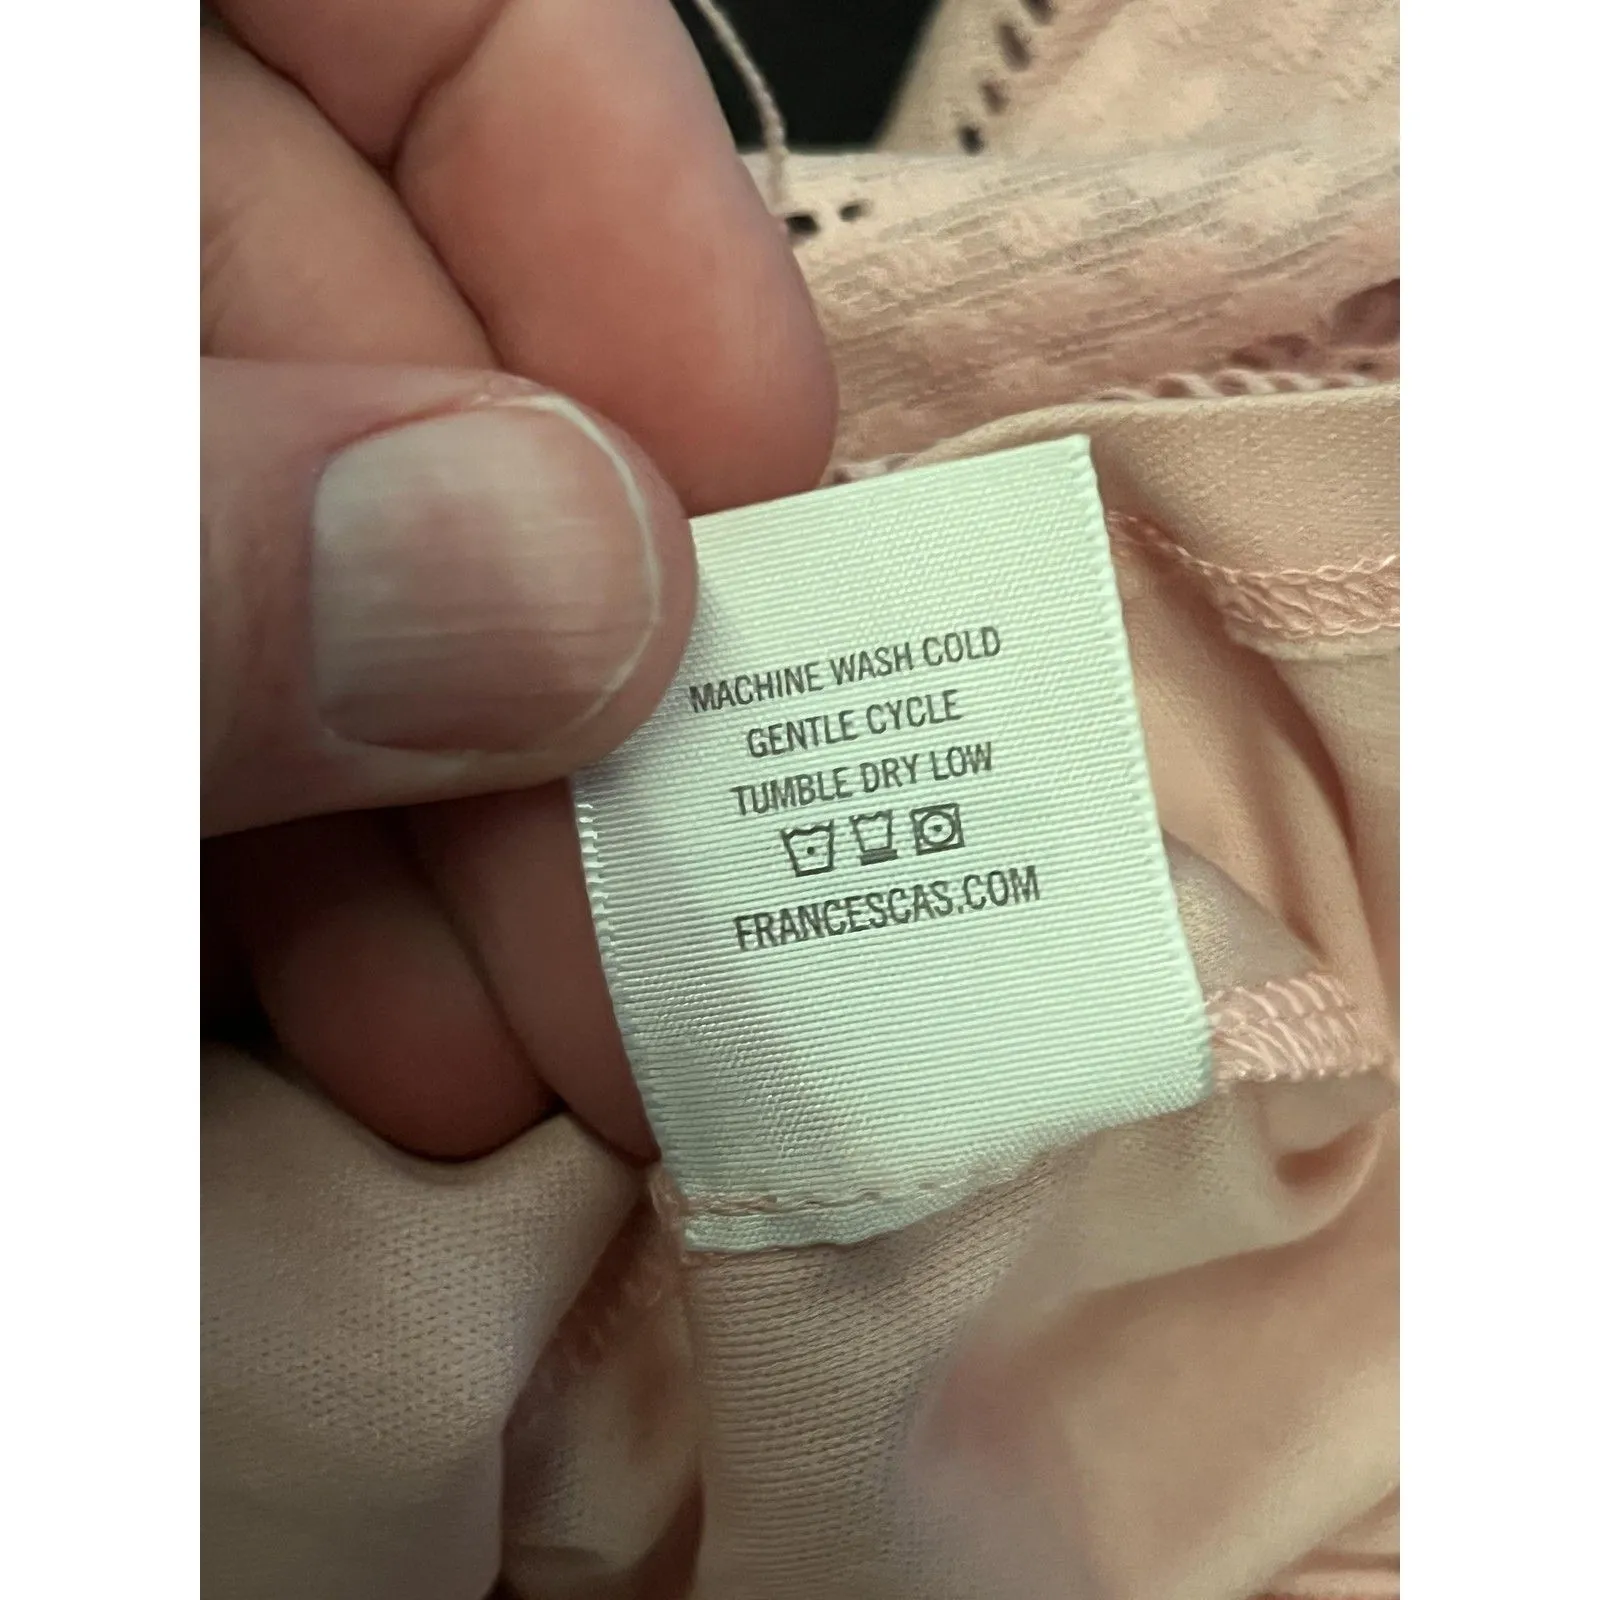 MACHINE WASH COLD
GENTLE CYCLE
TUMBLE DRY LOW
FRANCESCAS.COM